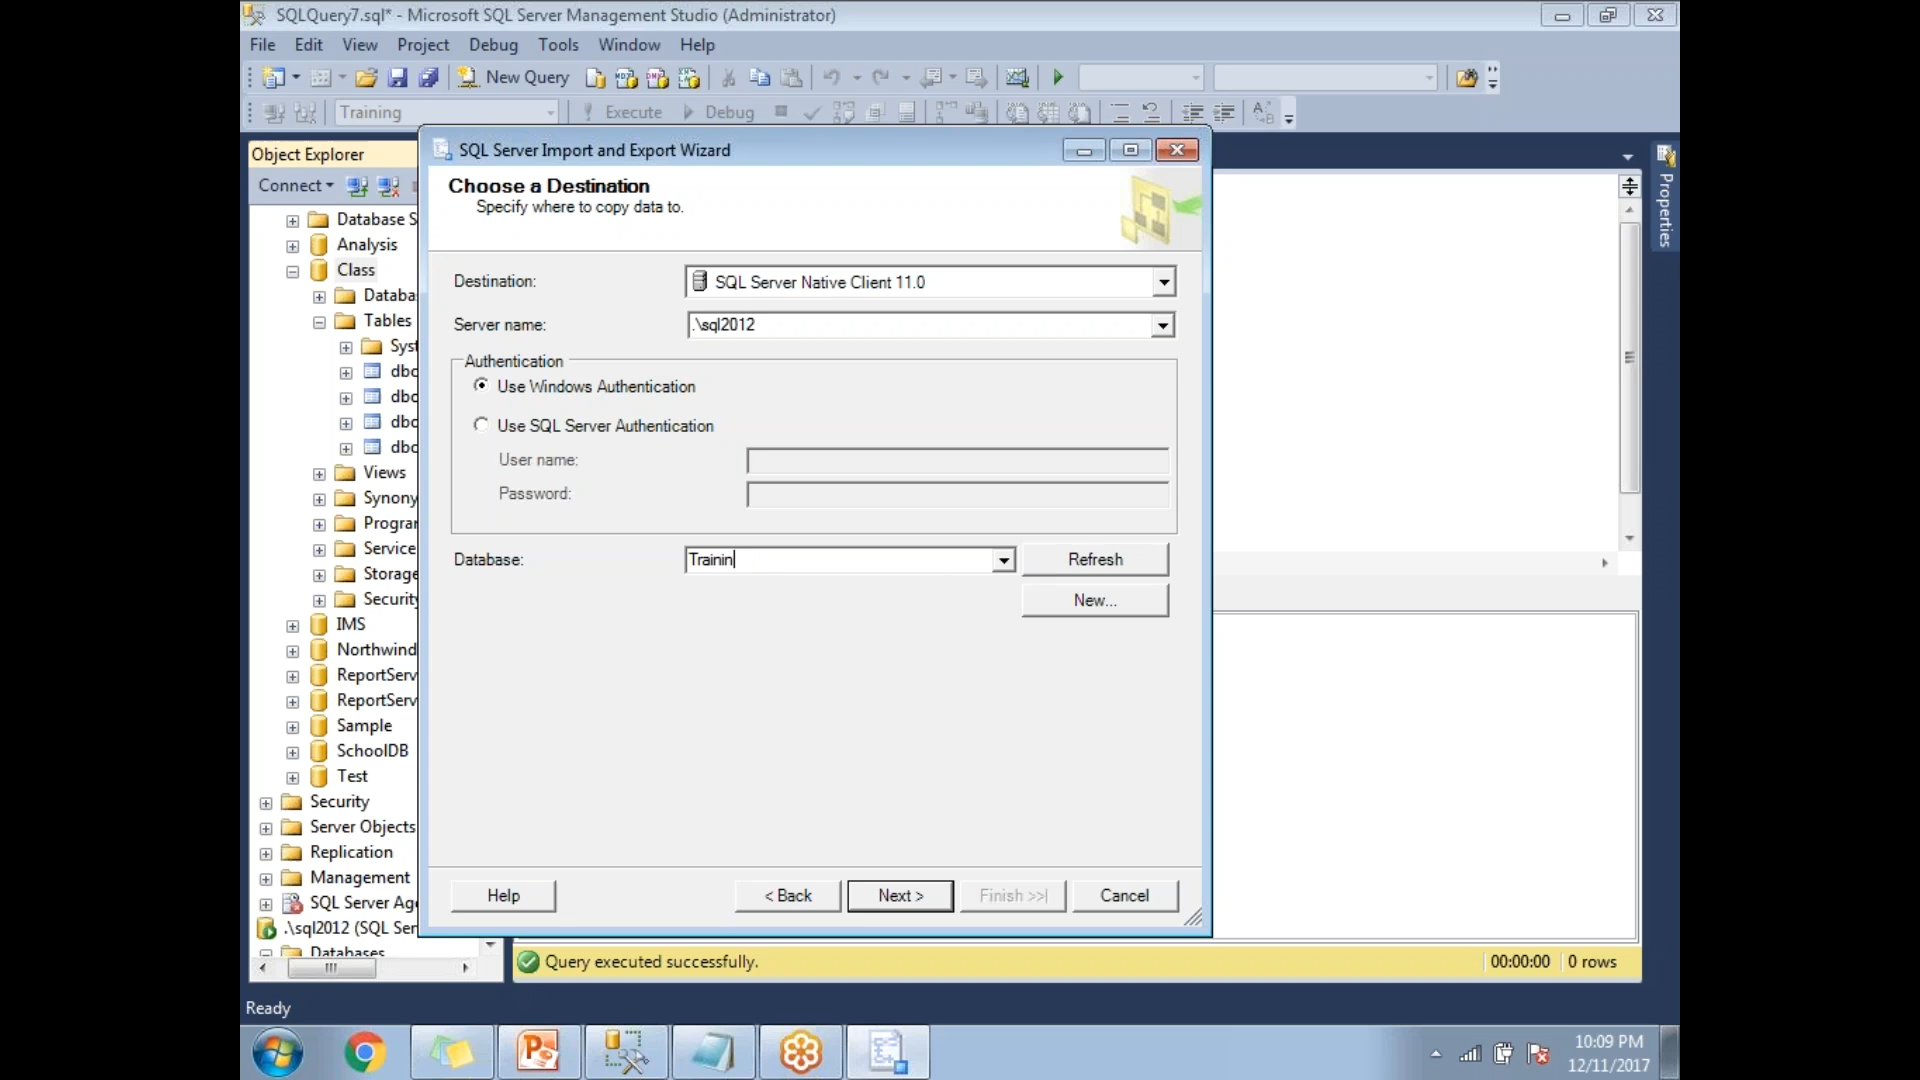 SQLQuery7.sql* - Microsoft SQL Server Management Studio (Administrator)
File Edit View Project Debug Tools Window Help
New Query
Training Execute Debug
Object Explorer
Connect
Database S
Analysis
Class
Databa
Tables
Syst
dbo
dbo
dbo
dbo
Views
Synony
Progra
Service
Storage
Security
IMS
Northwind
ReportServ
ReportServ
Sample
SchoolDB
Test
Security
Server Objects
Replication
Management
SQL Server Age
.\sql2012 (SQL Ser
Databases
SQL Server Import and Export Wizard
Choose a Destination
Specify where to copy data to.
Destination: SQL Server Native Client 11.0
Server name: .\sql2012
Authentication
Use Windows Authentication
Use SQL Server Authentication
User name:
Password:
Database: Trainin Refresh
New...
Help < Back Next > Finish >>| Cancel
Properties
Query executed successfully. 00:00:00 0 rows
Ready
10:09 PM
12/11/2017